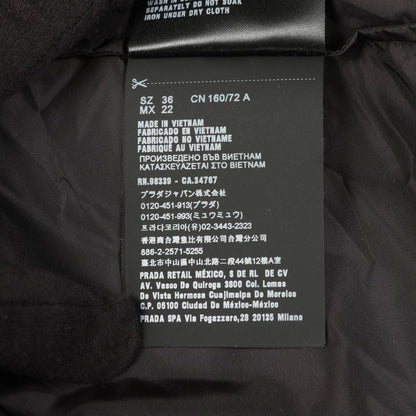 WASH IN
SEPARATELY DO NOT SOAK
IRON UNDER DRY CLOTH
SZ 36 CN 160/72 A
MX 22
MADE IN VIETNAM
FABRICADO EN VIETNAM
FABRICADO NO VIETNAME
FABRIQUÉ AU VIETNAM
ПРОИЗВЕДЕНО ВЪВ ВИЕТНАМ
ΚΑΤΑΣΚΕΥΑΖΕΤΑΙ ΣΤΟ ΒΙΕΤΝΑΜ
RN.98339 - CA.34767
プラダジャパン株式会社
0120-451-913(プラダ)
0120-451-993(ミュウミュウ)
프라다코리아(유) 02-3443-2323
香港商台灣普比有限公司台灣分公司
886-2-2571-5255
臺北市中山區中山北路二段44號13樓
PRADA RETAIL MÉXICO, S DE RL DE CV
AV. Vasco De Quiroga 3800 Col. Lomas
De Vista Hermosa Cuajimalpa De Morelos
C.P. 05100 Ciudad De México
PRADA SPA Via Fogazzaro, 28 20135 Milano